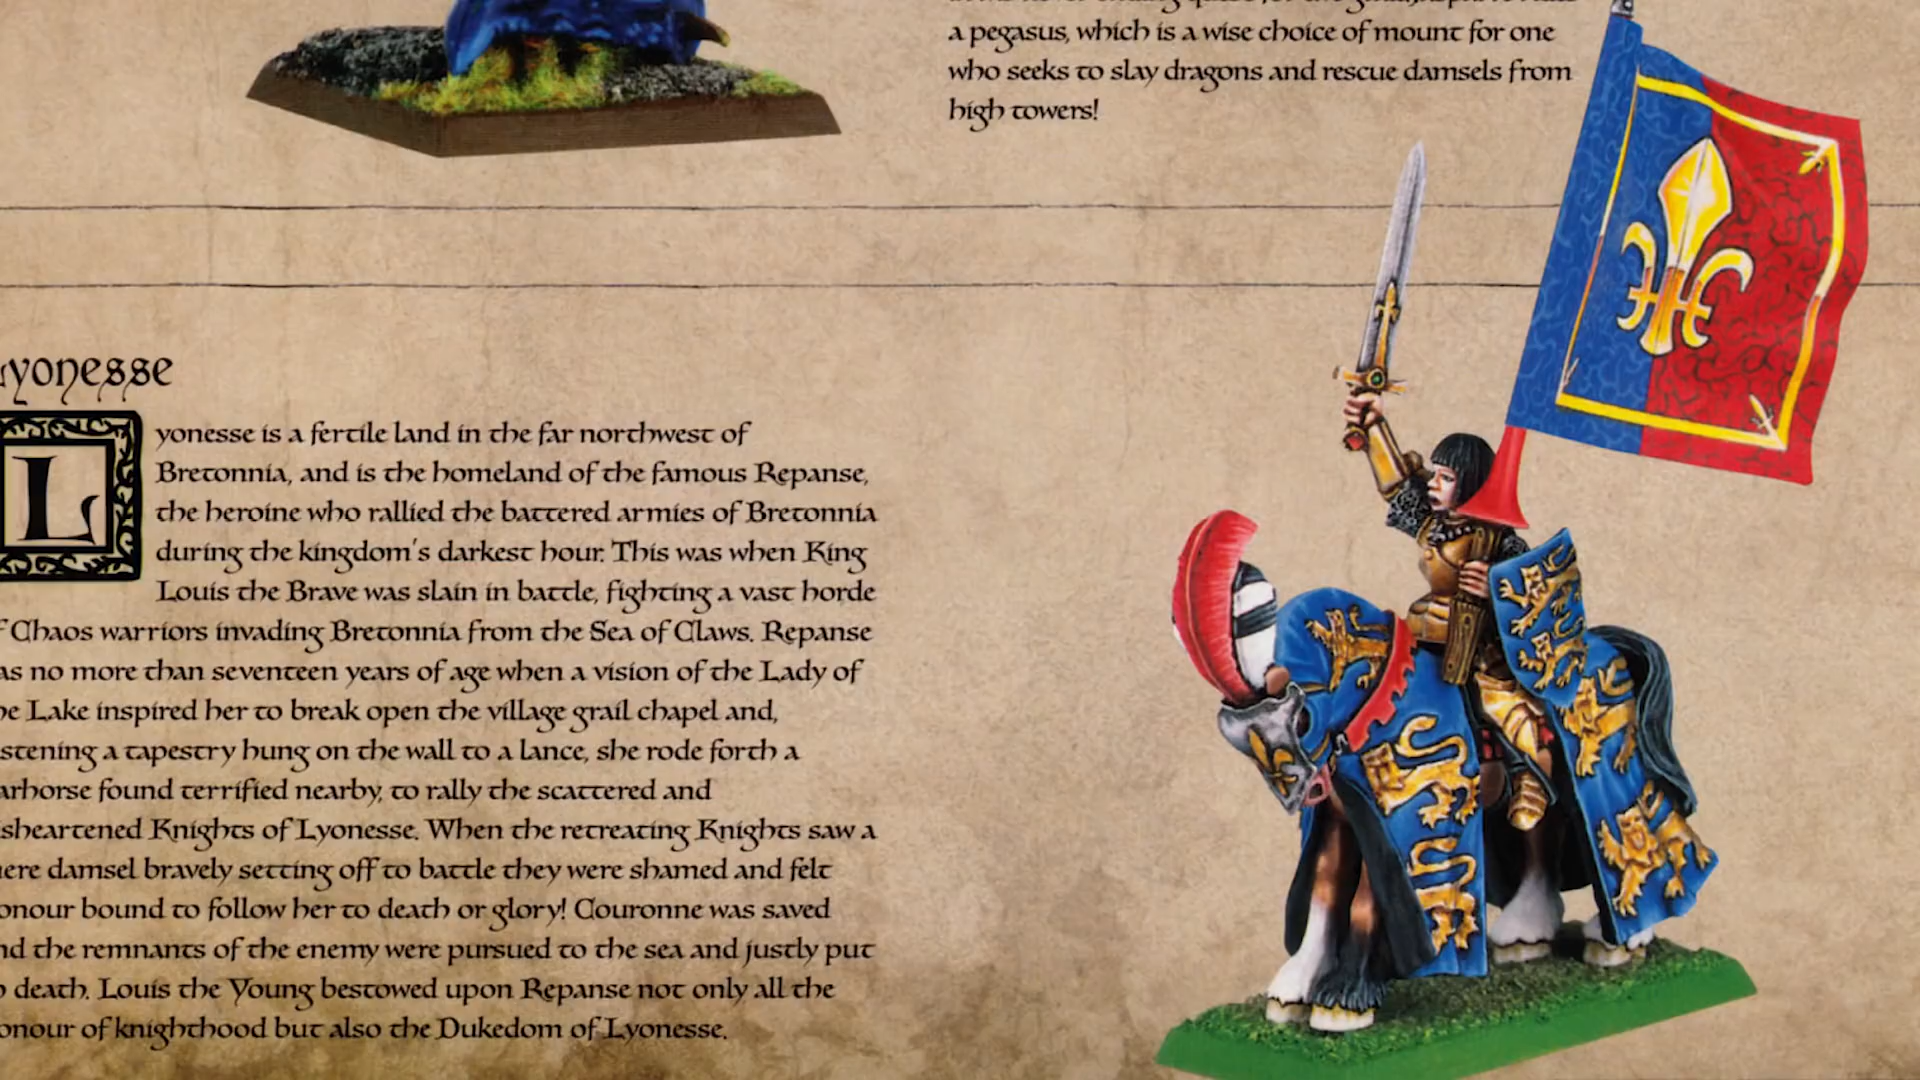 a pegasus, which is a wise choice of mount for one
who seeks to slay dragons and rescue damsels from
high towers!
Lyonesse
Lyonesse is a fertile land in the far northwest of
Bretonnia, and is the homeland of the famous Repanse,
the heroine who rallied the battered armies of Bretonnia
during the kingdom's darkest hour. This was when King
Louis the Brave was slain in battle, fighting a vast horde
Chaos warriors invading Bretonnia from the Sea of Claws. Repanse
no more than seventeen years of age when a vision of the Lady of
Lake inspired her to break open the village grail chapel and,
a tapestry hung on the wall to a lance, she rode forth a
found terrified nearby, to rally the scattered and
Knights of Lyonesse. When the retreating Knights saw a
damsel bravely setting off to battle they were shamed and felt
bound to follow her to death or glory! Couronne was saved
the remnants of the enemy were pursued to the sea and justly put
death. Louis the Young bestowed upon Repanse not only all the
of knighthood but also the Dukedom of Lyonesse.